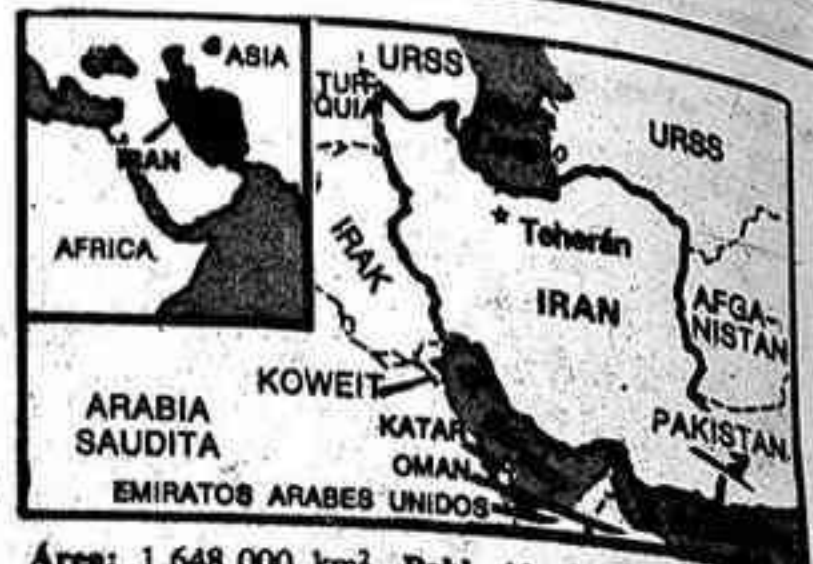 ASIA
IRAN
AFRICA
URSS
TUR-
QUIA
URSS
IRAK
* Teherán
IRAN
AFGA-
NISTAN
KOWEIT
ARABIA
SAUDITA
KATAR
OMAN
EMIRATOS ARABES UNIDOS
PAKISTAN
Área: 1.648.000 km².